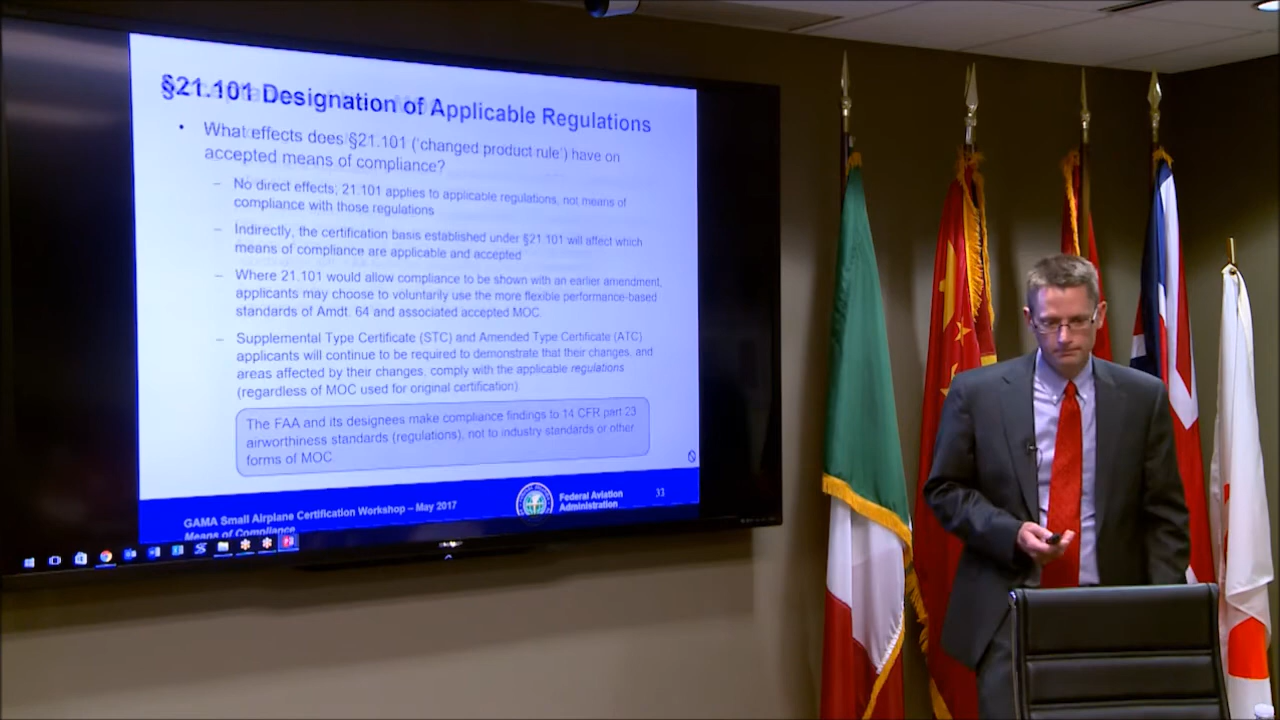 §21.101 Designation of Applicable Regulations
• What effects does §21.101 ('changed product rule') have on
accepted means of compliance?
– No direct effects; 21.101 applies to applicable regulations, not means of
compliance with those regulations
– Indirectly, the certification basis established under §21.101 will affect which
means of compliance are applicable and accepted
– Where 21.101 would allow compliance to be shown with an earlier amendment,
applicants may choose to voluntarily use the more flexible performance-based
standards of Amdt. 64 and associated accepted MOC.
– Supplemental Type Certificate (STC) and Amended Type Certificate (ATC)
applicants will continue to be required to demonstrate that their changes, and
areas affected by their changes, comply with the applicable regulations
(regardless of MOC used for original certification)
The FAA and its designees make compliance findings to 14 CFR part 23
airworthiness standards (regulations), not to industry standards or other
forms of MOC
GAMA Small Airplane Certification Workshop – May 2017
Means of Compliance
Federal Aviation
Administration
33